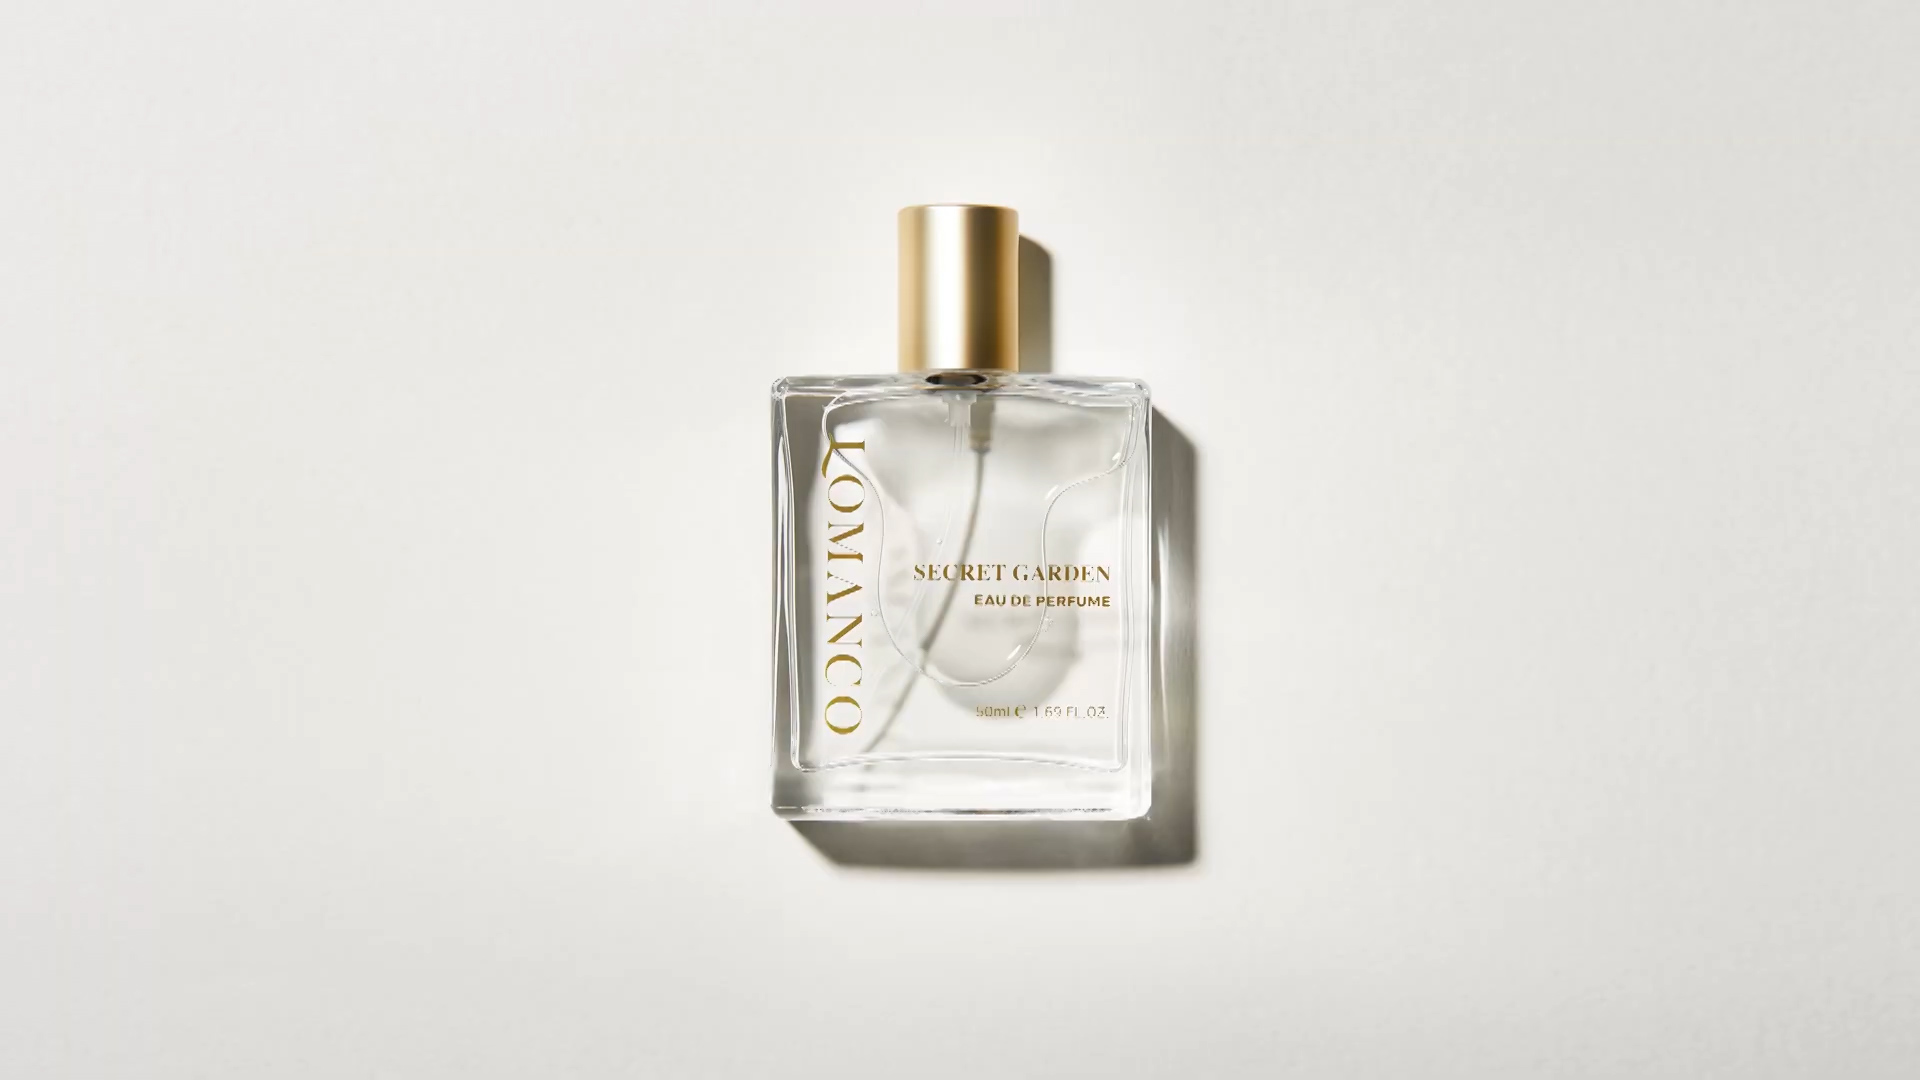 LOMANCO
SECRET GARDEN
EAU DE PERFUME
50ml ℮ 1.69 FL.OZ.